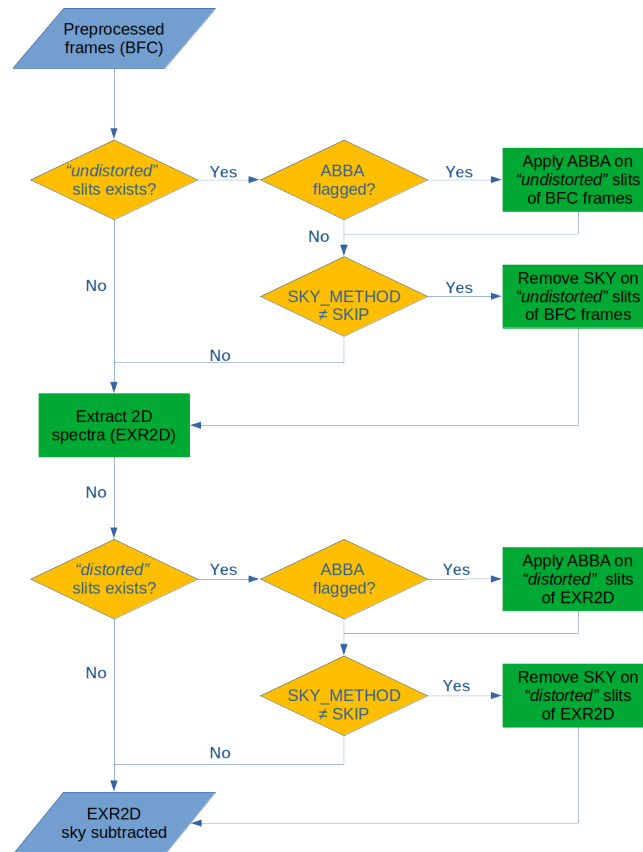 Preprocessed
frames (BFC)
"undistorted"
slits exists?
Yes
ABBA
flagged?
Yes
Apply ABBA on
"undistorted" slits
of BFC frames
No
No
SKY_METHOD
≠ SKIP
Yes
Remove SKY on
"undistorted" slits
of BFC frames
No
Extract 2D
spectra (EXR2D)
No
"distorted"
slits exists?
Yes
ABBA
flagged?
Yes
Apply ABBA on
"distorted" slits
of EXR2D
No
SKY_METHOD
≠ SKIP
Yes
Remove SKY on
"distorted" slits
of EXR2D
No
EXR2D
sky subtracted